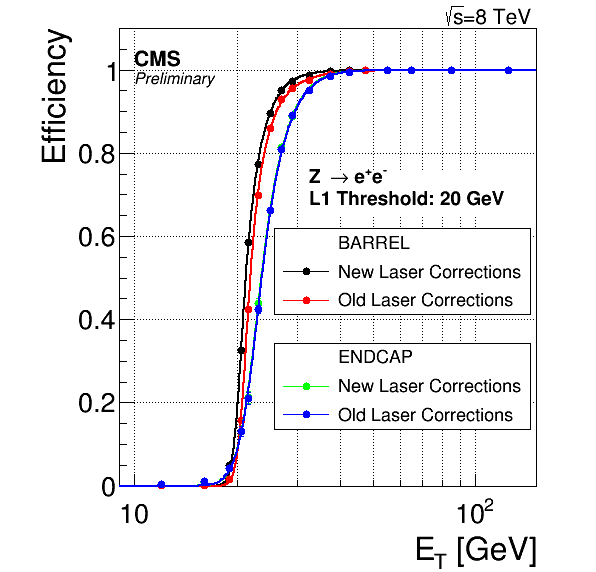 √s=8 TeV
CMS
Preliminary
Efficiency
1
0.8
0.6
0.4
0.2
0
Z → e⁺e⁻
L1 Threshold: 20 GeV
BARREL
New Laser Corrections
Old Laser Corrections
ENDCAP
New Laser Corrections
Old Laser Corrections
10
10²
E_T [GeV]